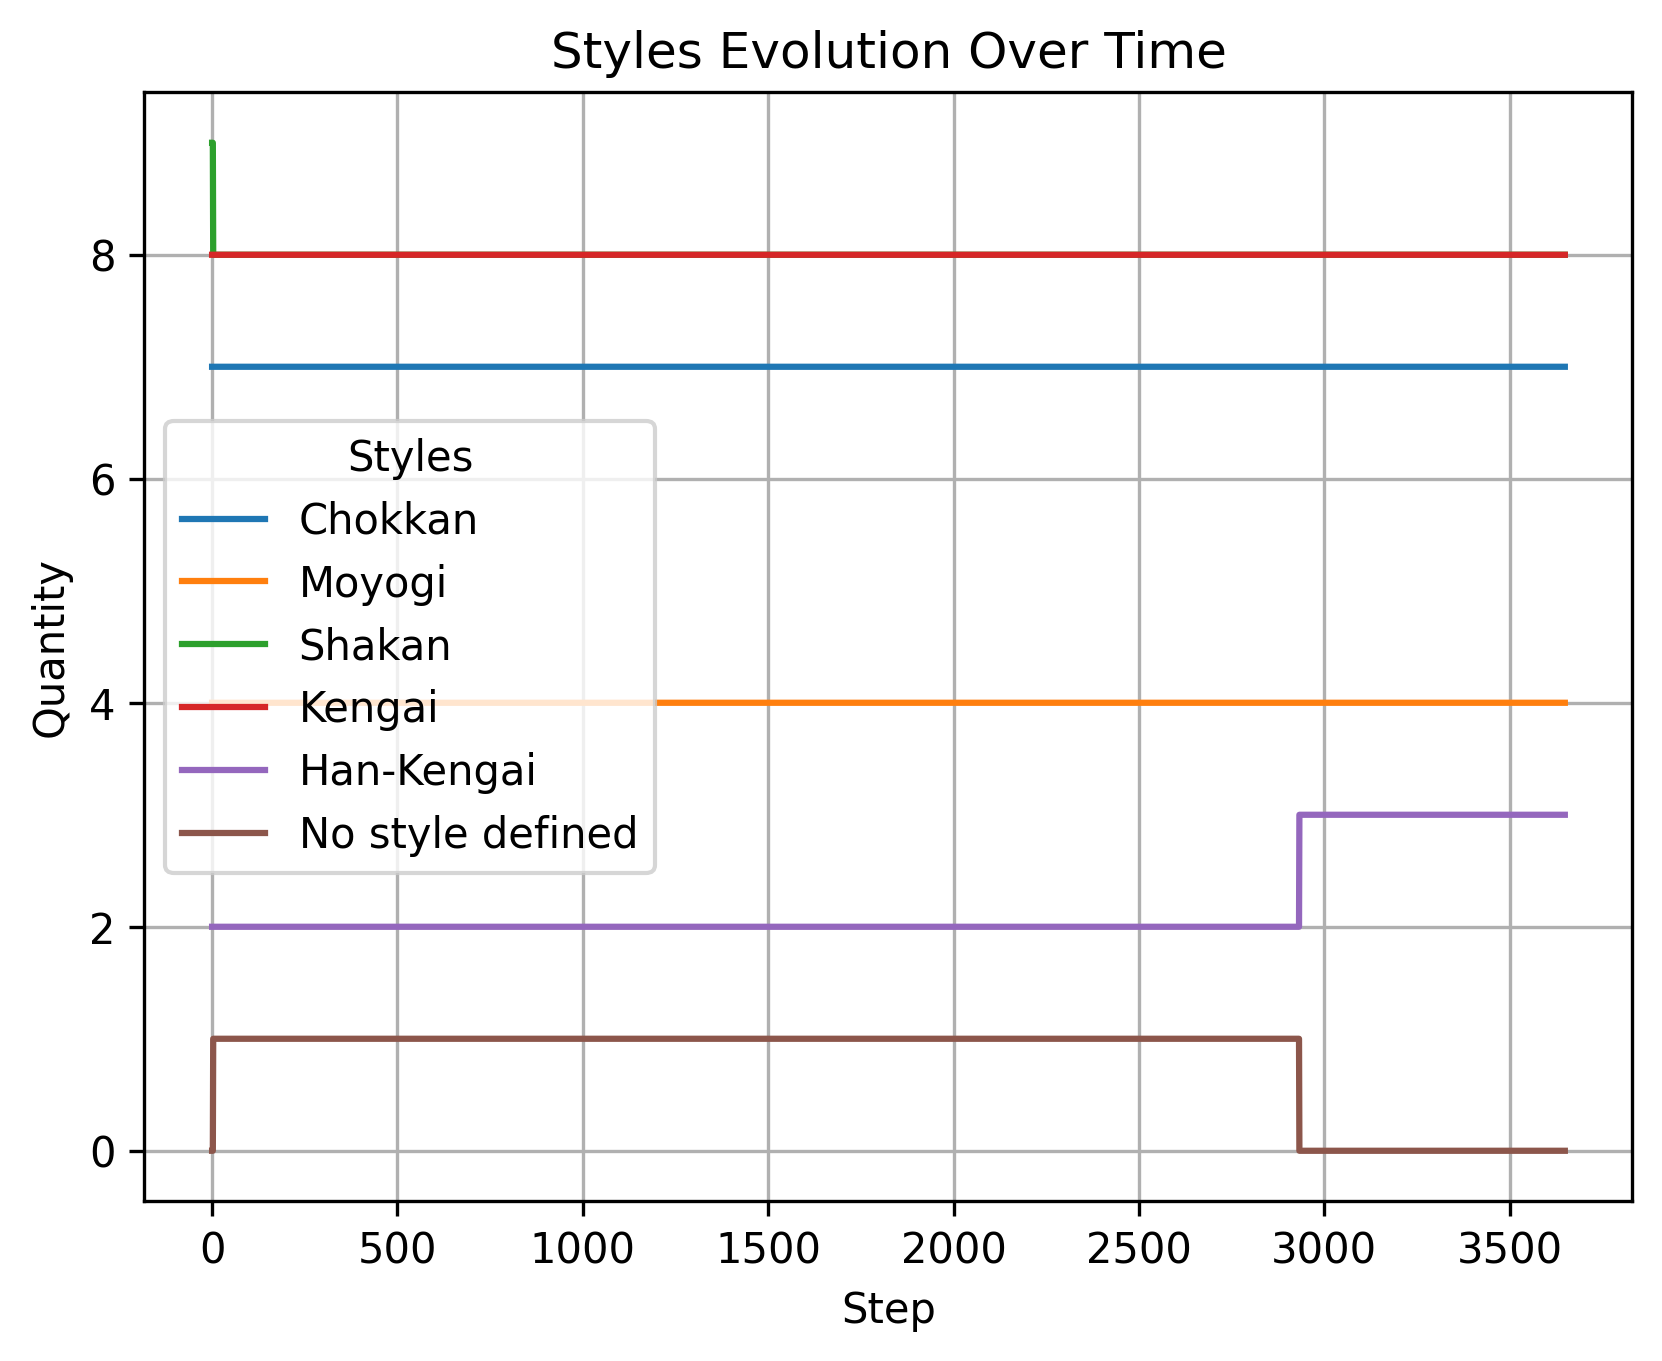 Styles Evolution Over Time
Quantity
8
6
4
2
0
Styles
Chokkan
Moyogi
Shakan
Kengai
Han-Kengai
No style defined
0 500 1000 1500 2000 2500 3000 3500
Step